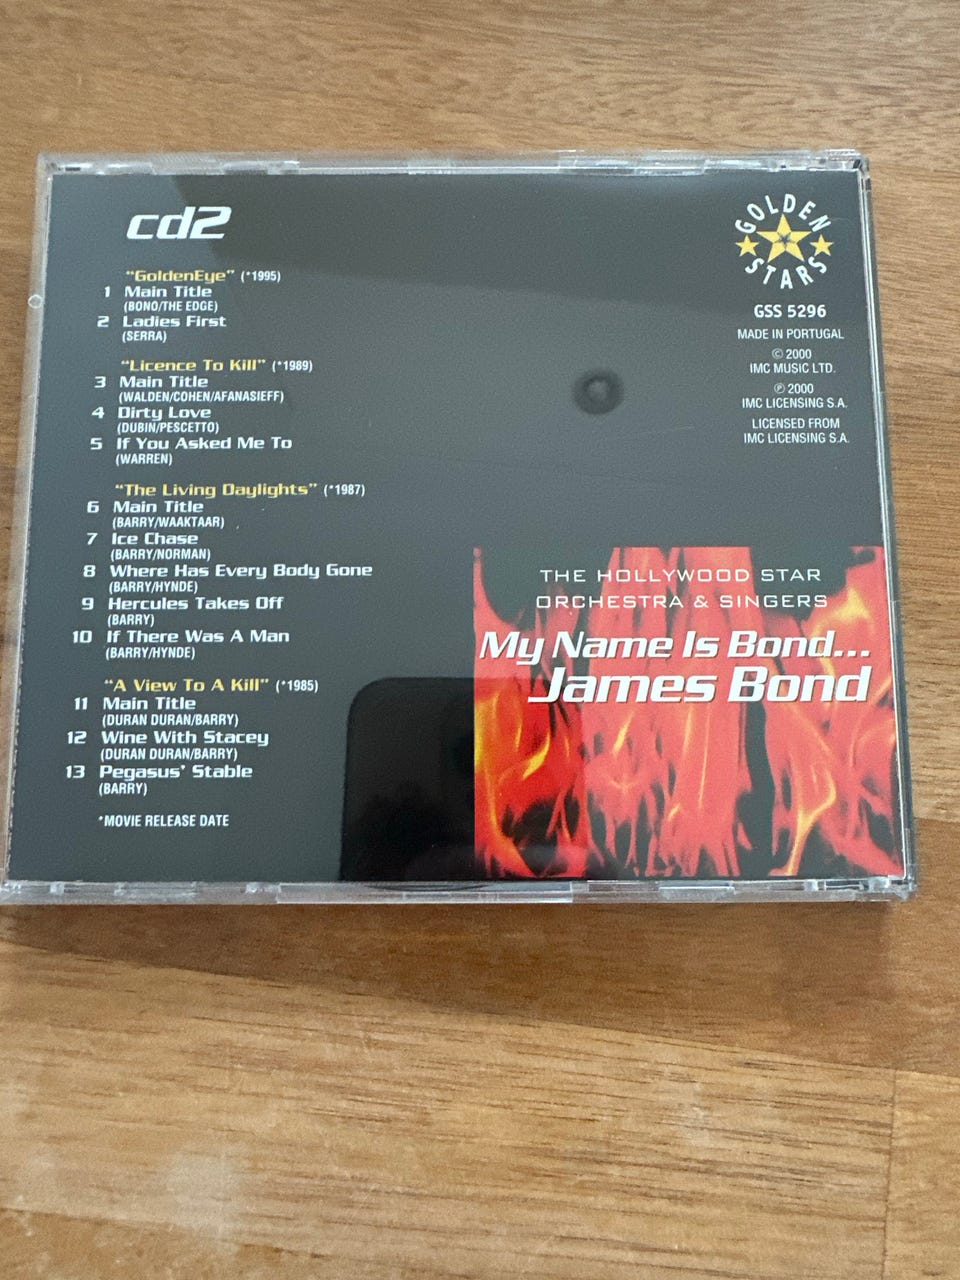 cd2
"GoldenEye" (*1995)
1 Main Title
(BONO/THE EDGE)
2 Ladies First
(SERRA)
"Licence To Kill" (*1989)
3 Main Title
(WALDEN/COHEN/AFANASIEFF)
4 Dirty Love
(DUBIN/PESCETTO)
5 If You Asked Me To
(WARREN)
"The Living Daylights" (*1987)
6 Main Title
(BARRY/WAAKTAAR)
7 Ice Chase
(BARRY/NORMAN)
8 Where Has Every Body Gone
(BARRY/HYNDE)
9 Hercules Takes Off
(BARRY)
10 If There Was A Man
(BARRY/HYNDE)
"A View To A Kill" (*1985)
11 Main Title
(DURAN DURAN/BARRY)
12 Wine With Stacey
(DURAN DURAN/BARRY)
13 Pegasus' Stable
(BARRY)
*MOVIE RELEASE DATE
GOLDEN
STARS
GSS 5296
MADE IN PORTUGAL
© 2000
IMC MUSIC LTD.
℗ 2000
IMC LICENSING S.A.
LICENSED FROM
IMC LICENSING S.A.
THE HOLLYWOOD STAR
ORCHESTRA & SINGERS
My Name Is Bond...
James Bond